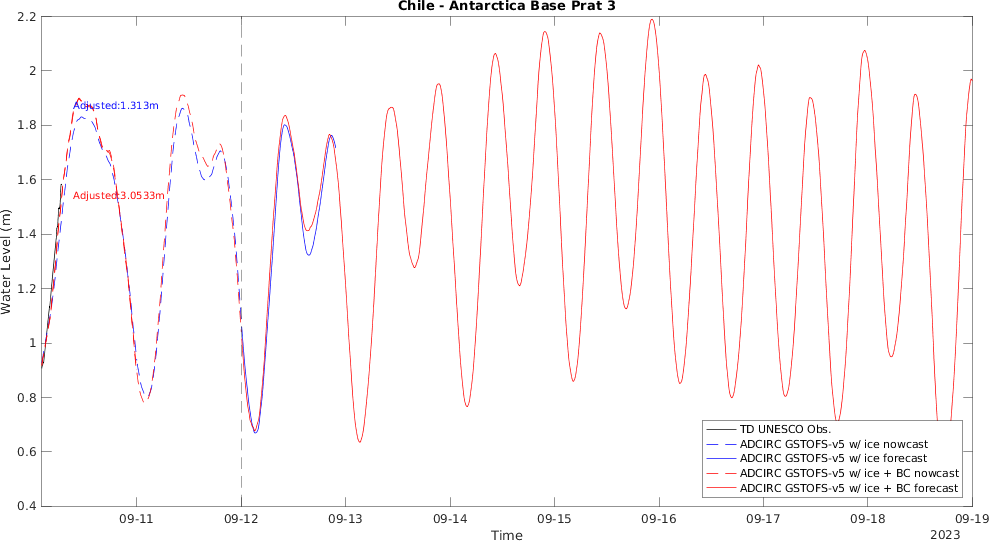 Chile - Antarctica Base Prat 3
Water Level (m)
2.2
2
1.8
1.6
1.4
1.2
1
0.8
0.6
0.4
Adjusted:1.313m
Adjusted:3.0533m
TD UNESCO Obs.
ADCIRC GSTOFS-v5 w/ ice nowcast
ADCIRC GSTOFS-v5 w/ ice forecast
ADCIRC GSTOFS-v5 w/ ice + BC nowcast
ADCIRC GSTOFS-v5 w/ ice + BC forecast
09-11 09-12 09-13 09-14 09-15 09-16 09-17 09-18 09-19
Time
2023